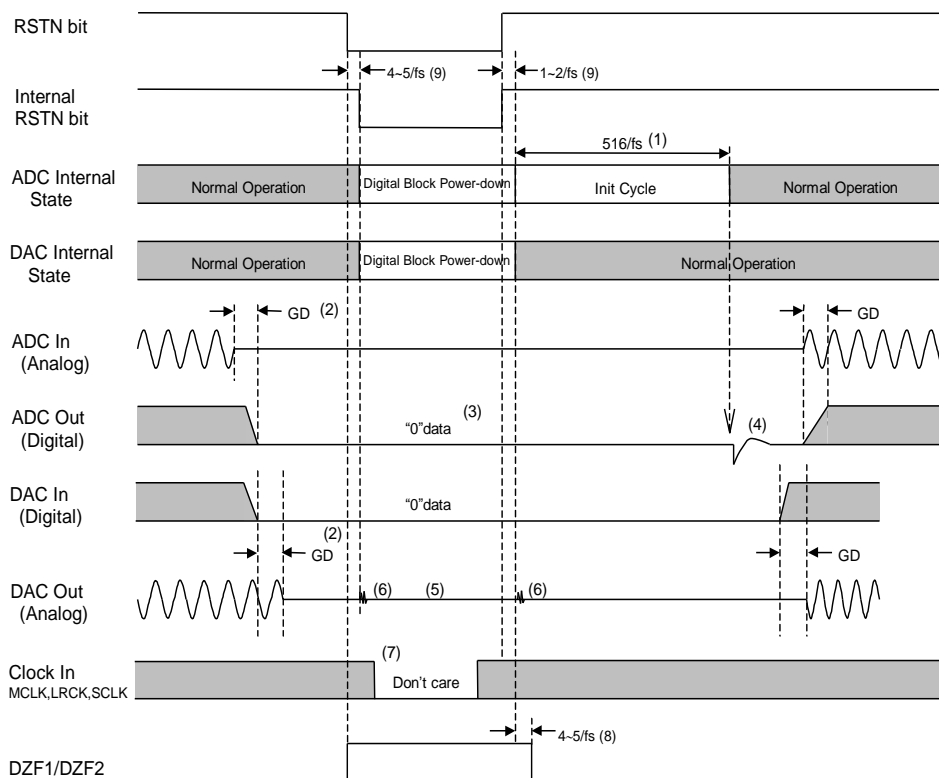 RSTN bit
4~5/fs (9)
1~2/fs (9)
Internal
RSTN bit
516/fs (1)
ADC Internal
State
Normal Operation
Digital Block Power-down
Init Cycle
Normal Operation
DAC Internal
State
Normal Operation
Digital Block Power-down
Normal Operation
GD (2)
GD
ADC In
(Analog)
ADC Out
(Digital)
“0”data
(3)
(4)
DAC In
(Digital)
“0”data
(2)
GD
GD
DAC Out
(Analog)
(6)
(5)
(6)
Clock In
MCLK,LRCK,SCLK
(7)
Don’t care
4~5/fs (8)
DZF1/DZF2